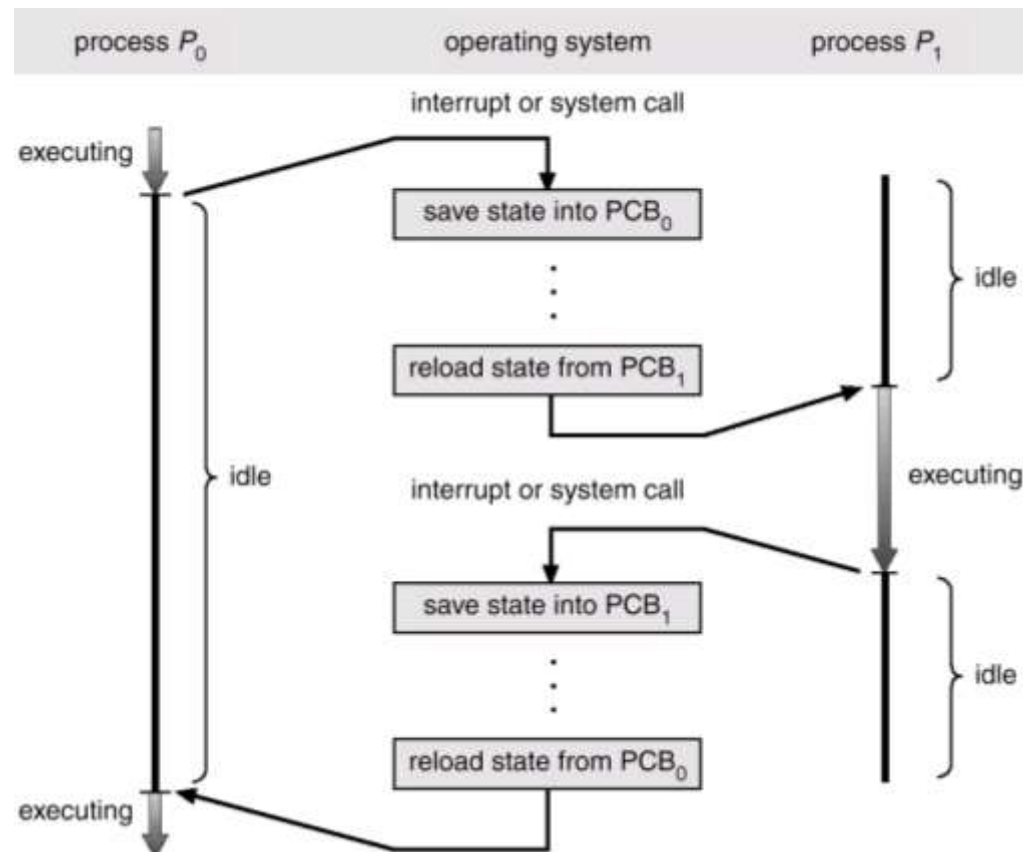 process P₀ operating system process P₁
interrupt or system call
executing
save state into PCB₀
idle
reload state from PCB₁
idle
executing
interrupt or system call
save state into PCB₁
idle
reload state from PCB₀
executing